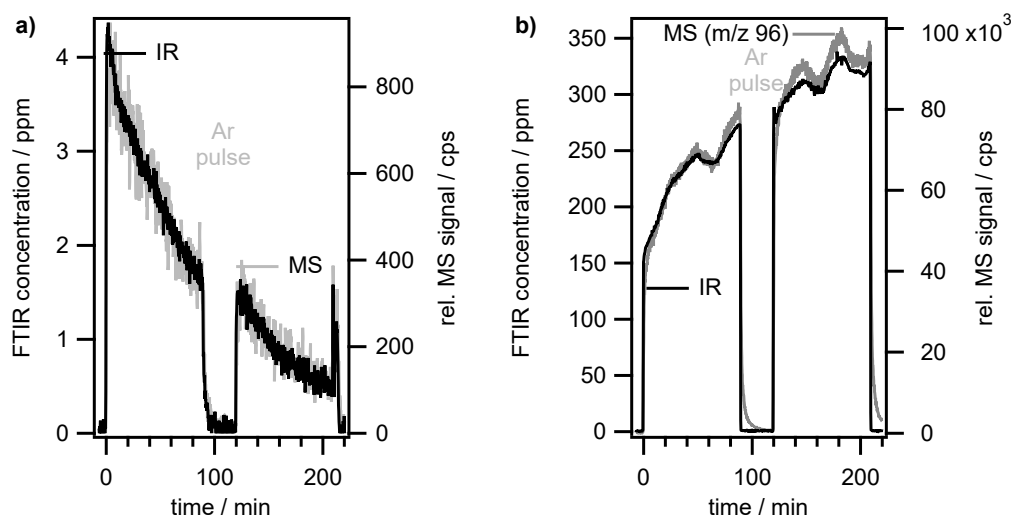 a)
IR
Ar
pulse
MS
FTIR concentration / ppm
4
3
2
1
0
rel. MS signal / cps
800
600
400
200
0
0
100
200
time / min
b)
MS (m/z 96)
Ar
pulse
IR
FTIR concentration / ppm
350
300
250
200
150
100
50
0
rel. MS signal / cps
100 x10³
80
60
40
20
0
0
100
200
time / min